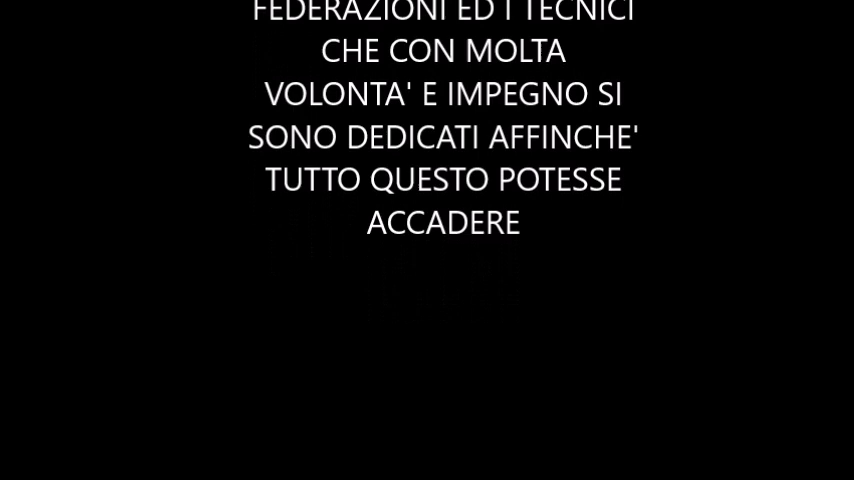 FEDERAZIONI ED I TECNICI
CHE CON MOLTA
VOLONTA' E IMPEGNO SI
SONO DEDICATI AFFINCHE'
TUTTO QUESTO POTESSE
ACCADERE